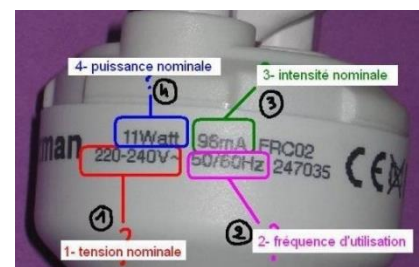 4- puissance nominale
3- intensité nominale
4
3
man 11Watt 96mA FRC02
220-240V~ 50/60Hz 247035 CE
1
2
1- tension nominale
2- fréquence d'utilisation